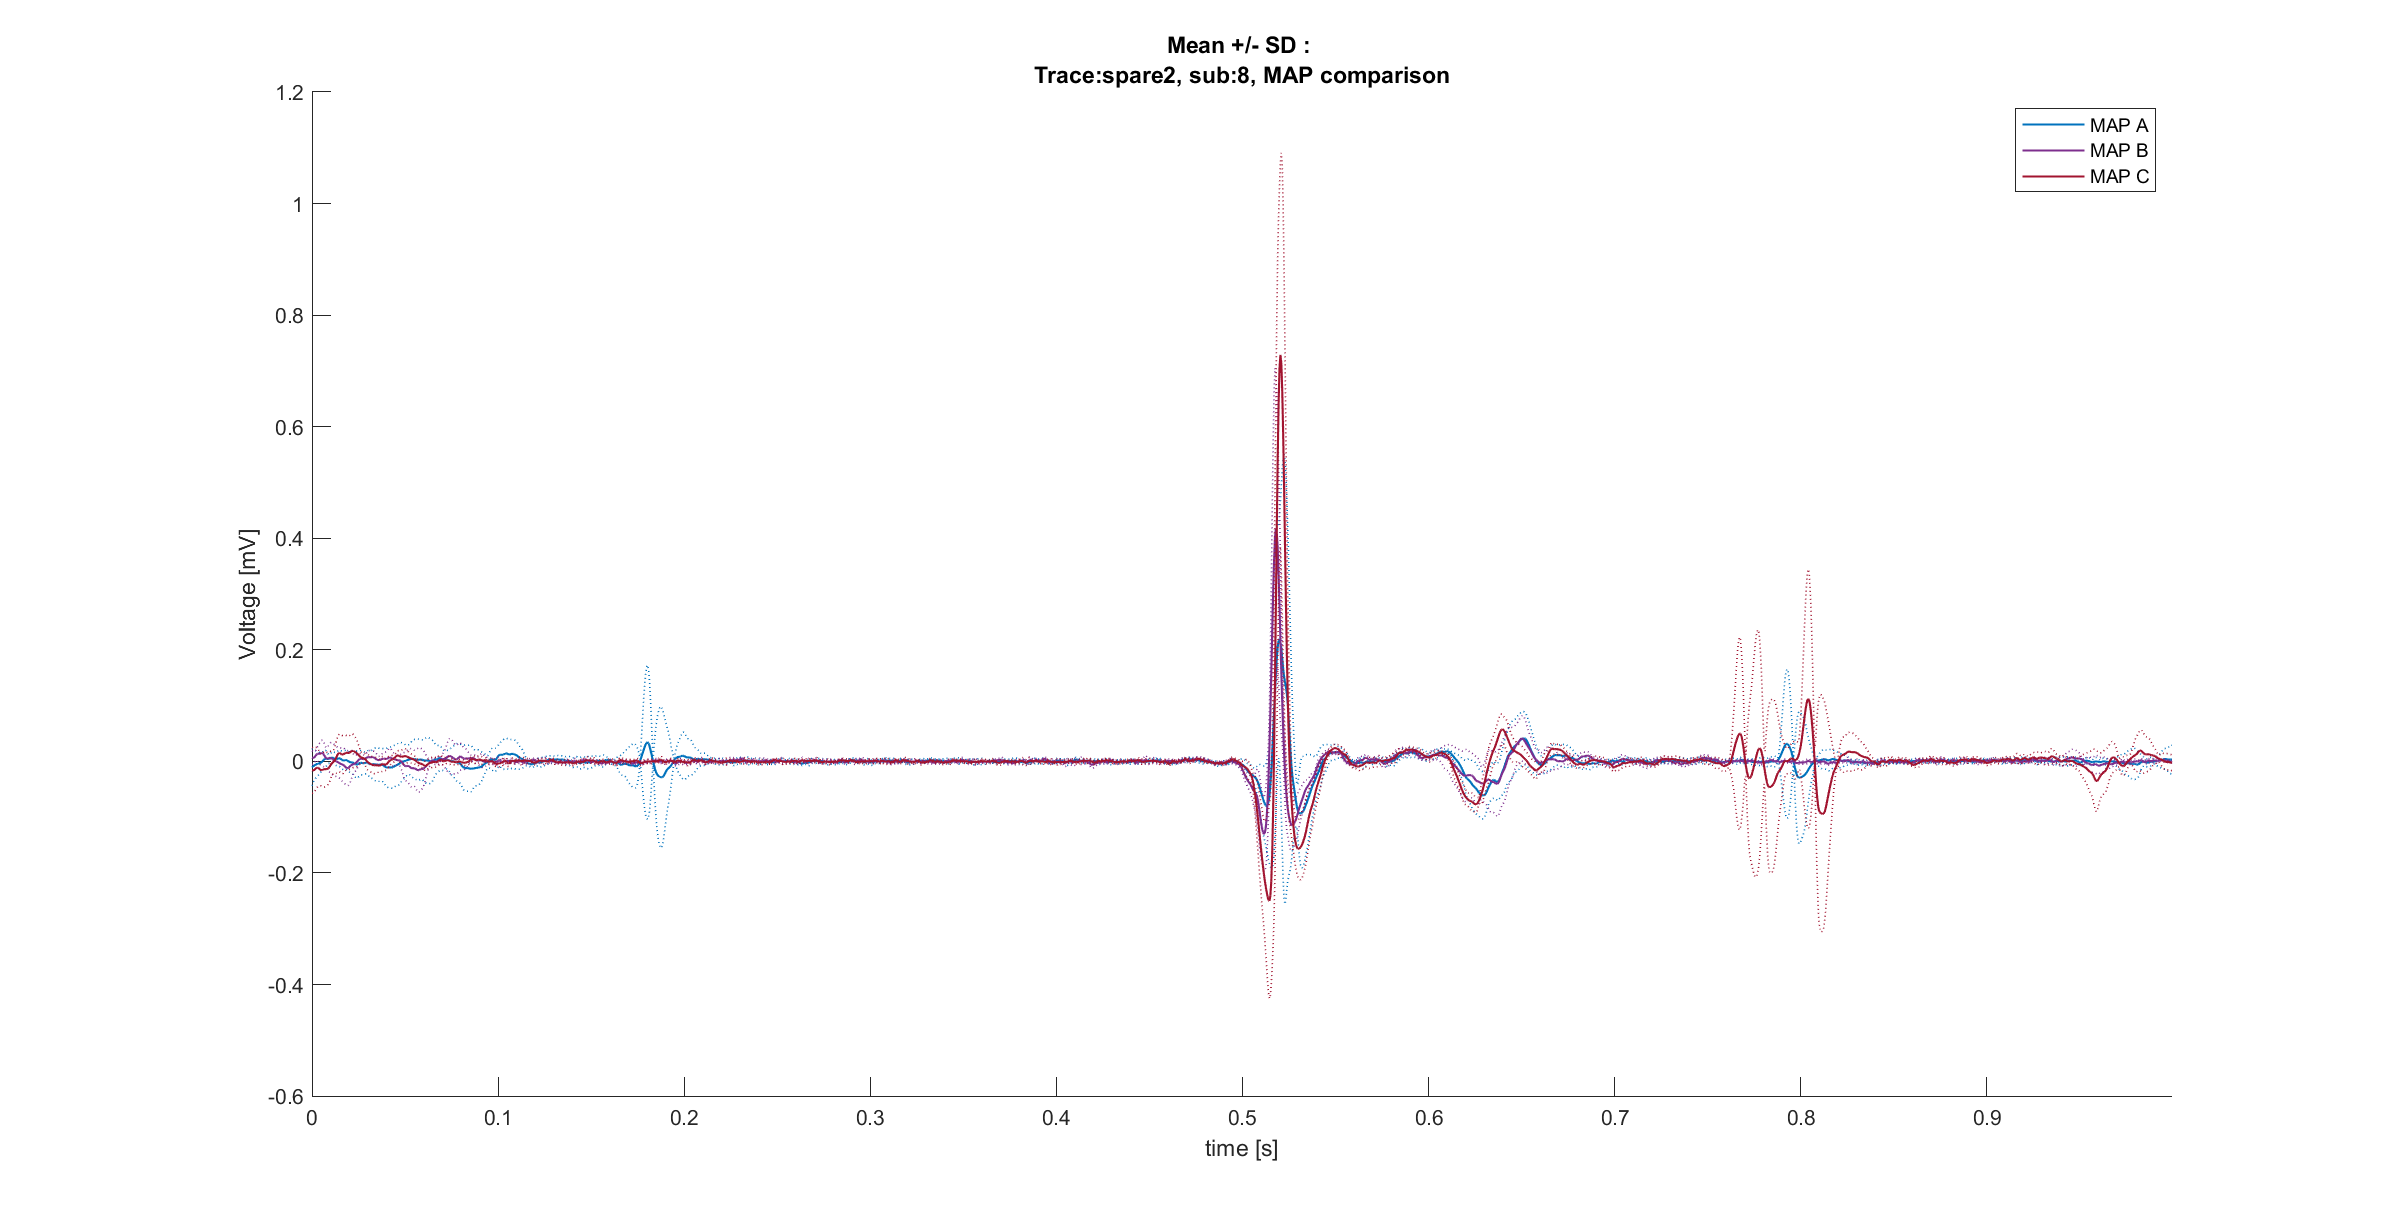 Mean +/- SD :
Trace:spare2, sub:8, MAP comparison
MAP A
MAP B
MAP C
1.2
1
0.8
0.6
0.4
0.2
0
-0.2
-0.4
-0.6
Voltage [mV]
0 0.1 0.2 0.3 0.4 0.5 0.6 0.7 0.8 0.9
time [s]